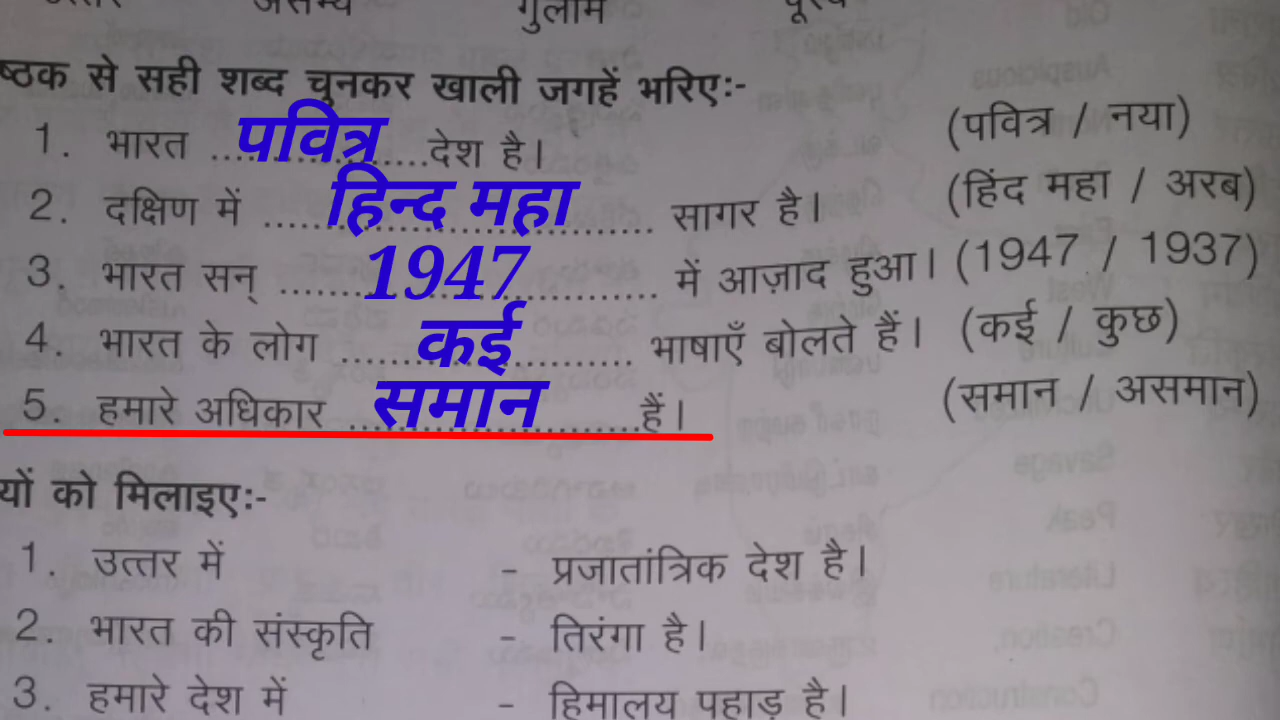 गुलाम
ष्ठक से सही शब्द चुनकर खाली जगहें भरिएः-
1. भारत ........पवित्र........देश है। (पवित्र / नया)
2. दक्षिण में ........हिन्द महा........ सागर है। (हिंद महा / अरब)
3. भारत सन् ........1947........ में आज़ाद हुआ। (1947 / 1937)
4. भारत के लोग ........कई........ भाषाएँ बोलते हैं। (कई / कुछ)
5. हमारे अधिकार ........समान........हैं। (समान / असमान)
यों को मिलाइएः-
1. उत्तर में - प्रजातांत्रिक देश है।
2. भारत की संस्कृति - तिरंगा है।
3. हमारे देश में - हिमालय पहाड़ है।